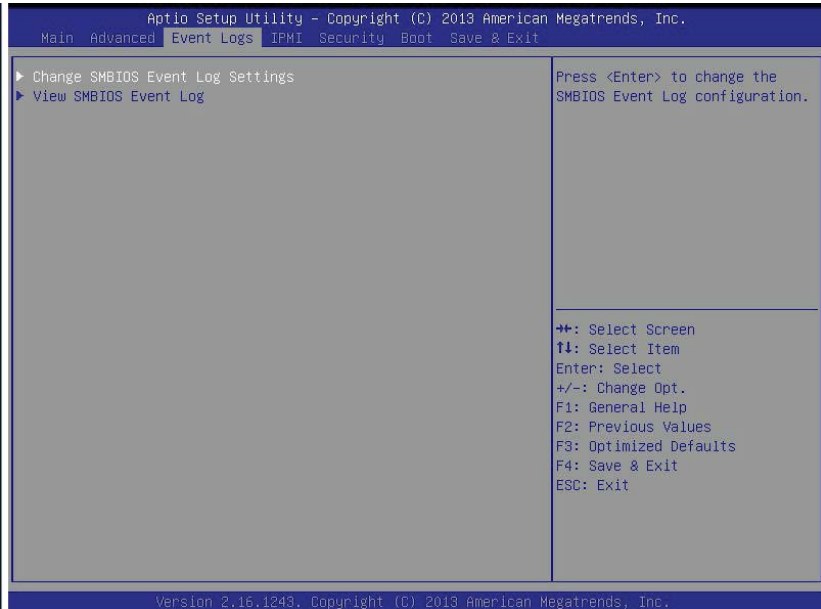 Aptio Setup Utility – Copyright (C) 2013 American Megatrends, Inc.
Main Advanced Event Logs IPMI Security Boot Save & Exit
▶ Change SMBIOS Event Log Settings
▶ View SMBIOS Event Log
Press <Enter> to change the
SMBIOS Event Log configuration.
→←: Select Screen
↑↓: Select Item
Enter: Select
+/-: Change Opt.
F1: General Help
F2: Previous Values
F3: Optimized Defaults
F4: Save & Exit
ESC: Exit
Version 2.16.1243. Copyright (C) 2013 American Megatrends, Inc.